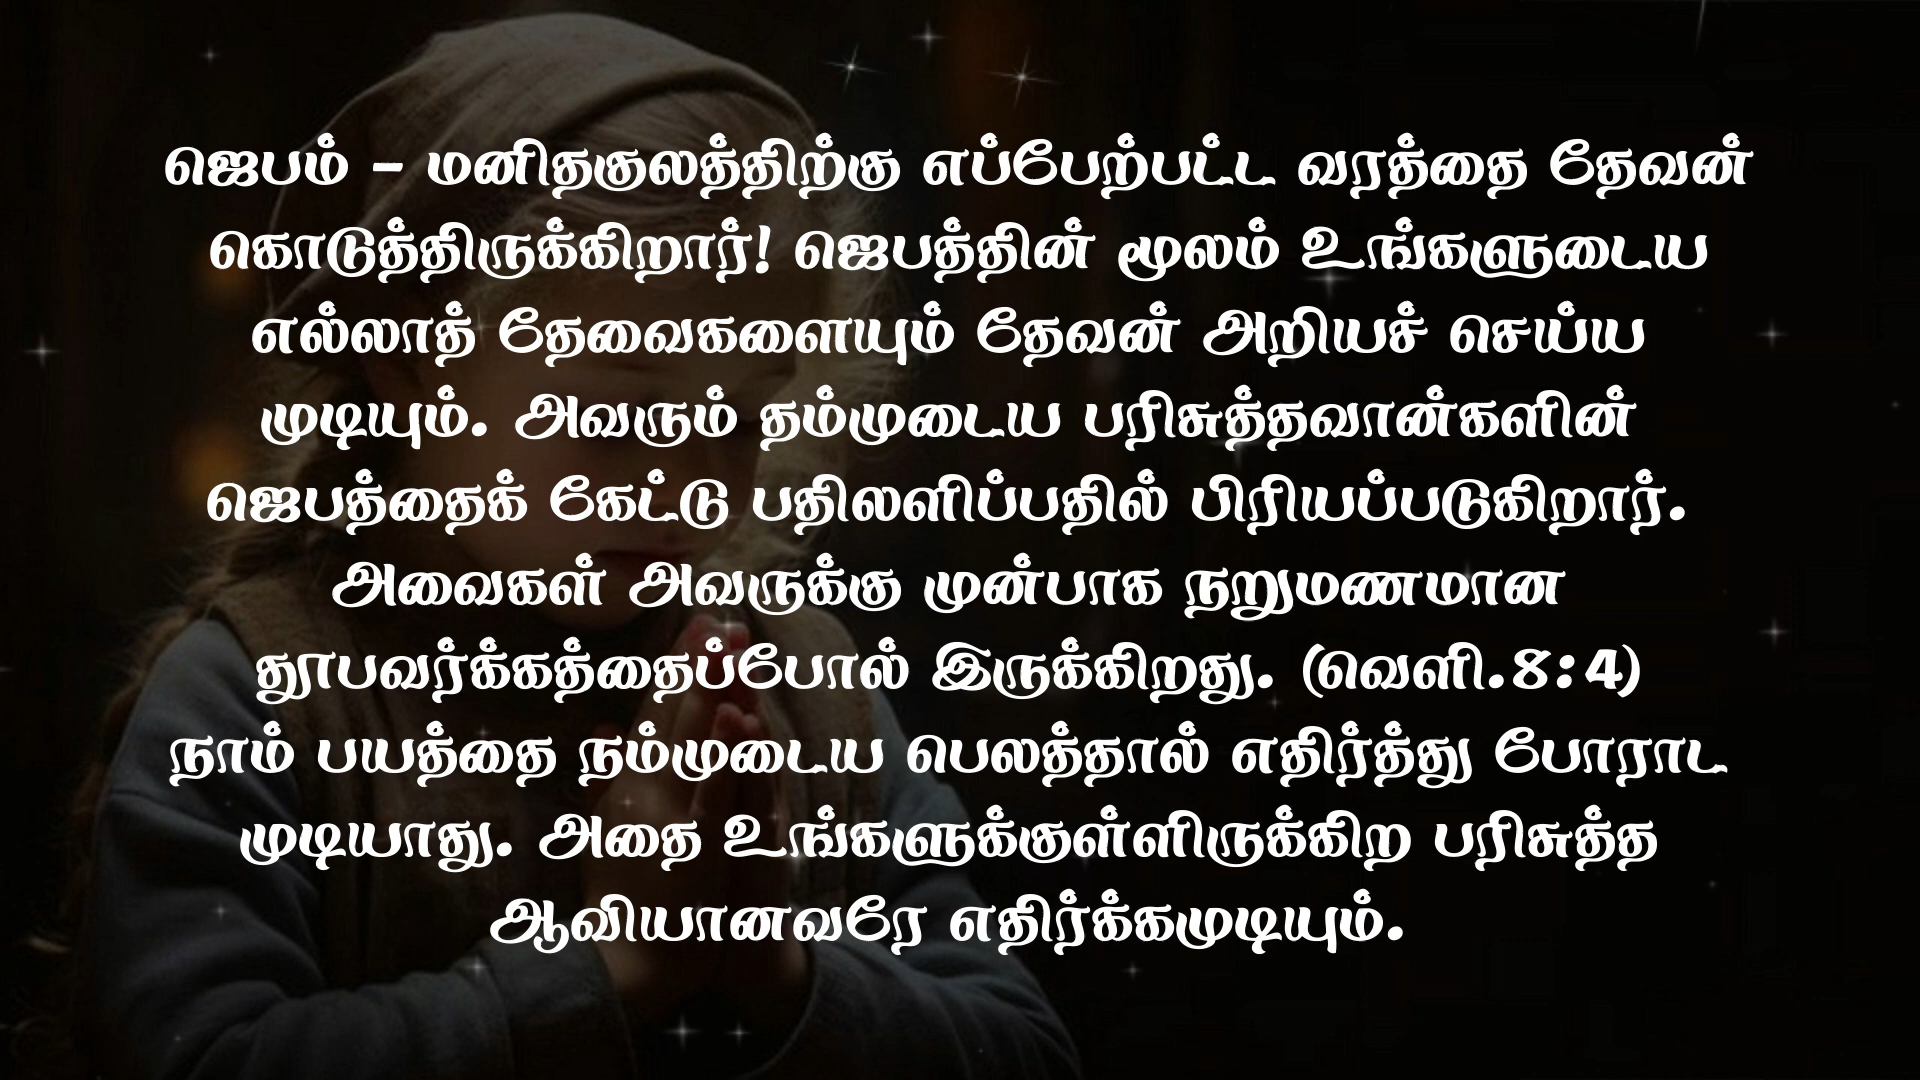 ஜெபம் - மனிதகுலத்திற்கு எப்பேற்பட்ட வரத்தை தேவன்
கொடுத்திருக்கிறார்! ஜெபத்தின் மூலம் உங்களுடைய
எல்லாத் தேவைகளையும் தேவன் அறியச் செய்ய
முடியும். அவரும் தம்முடைய பரிசுத்தவான்களின்
ஜெபத்தைக் கேட்டு பதிலளிப்பதில் பிரியப்படுகிறார்.
அவைகள் அவருக்கு முன்பாக நறுமணமான
தூபவர்க்கத்தைப்போல் இருக்கிறது. (வெளி.8:4)
நாம் பயத்தை நம்முடைய பெலத்தால் எதிர்த்து போராட
முடியாது. அதை உங்களுக்குள்ளிருக்கிற பரிசுத்த
ஆவியானவரே எதிர்க்கமுடியும்.